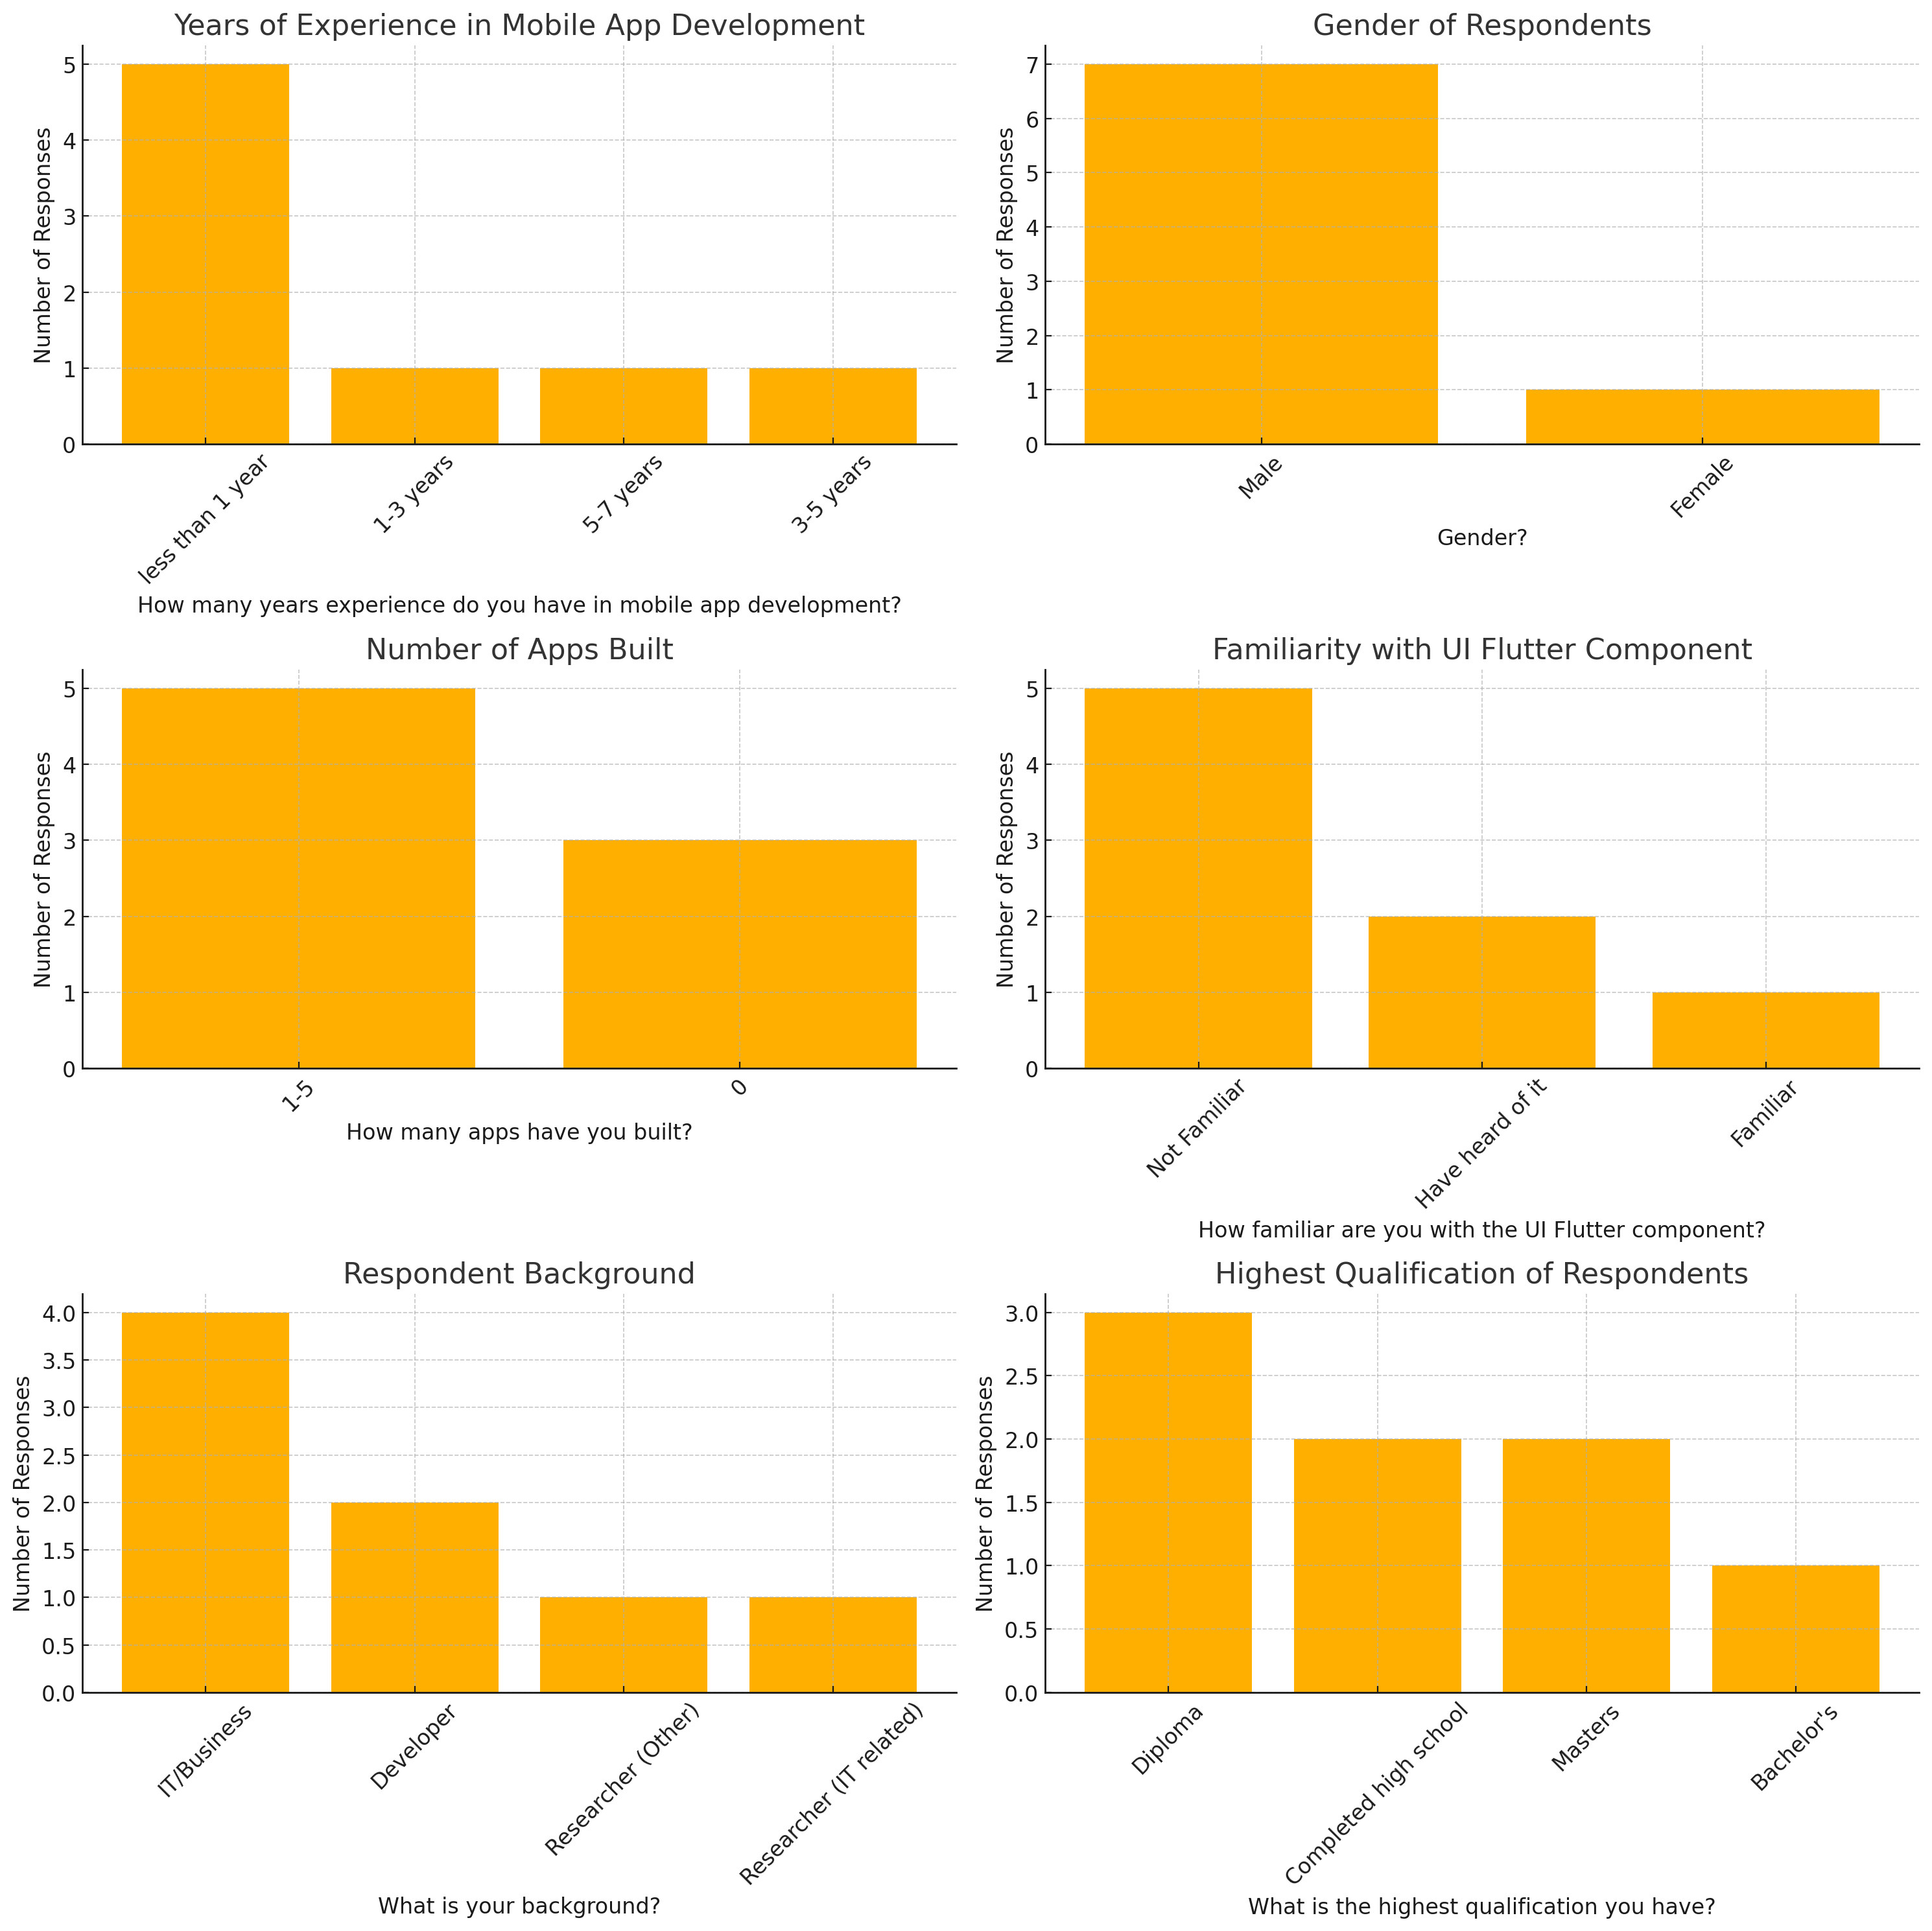 Years of Experience in Mobile App Development
Number of Responses
5
4
3
2
1
0
less than 1 year
1-3 years
5-7 years
3-5 years
How many years experience do you have in mobile app development?
Gender of Respondents
Number of Responses
7
6
5
4
3
2
1
0
Male
Female
Gender?
Number of Apps Built
Number of Responses
5
4
3
2
1
0
1-5
0
How many apps have you built?
Familiarity with UI Flutter Component
Number of Responses
5
4
3
2
1
0
Not Familiar
Have heard of it
Familiar
How familiar are you with the UI Flutter component?
Respondent Background
Number of Responses
4.0
3.5
3.0
2.5
2.0
1.5
1.0
0.5
0.0
IT/Business
Developer
Researcher (Other)
Researcher (IT related)
What is your background?
Highest Qualification of Respondents
Number of Responses
3.0
2.5
2.0
1.5
1.0
0.5
0.0
Diploma
Completed high school
Masters
Bachelor's
What is the highest qualification you have?